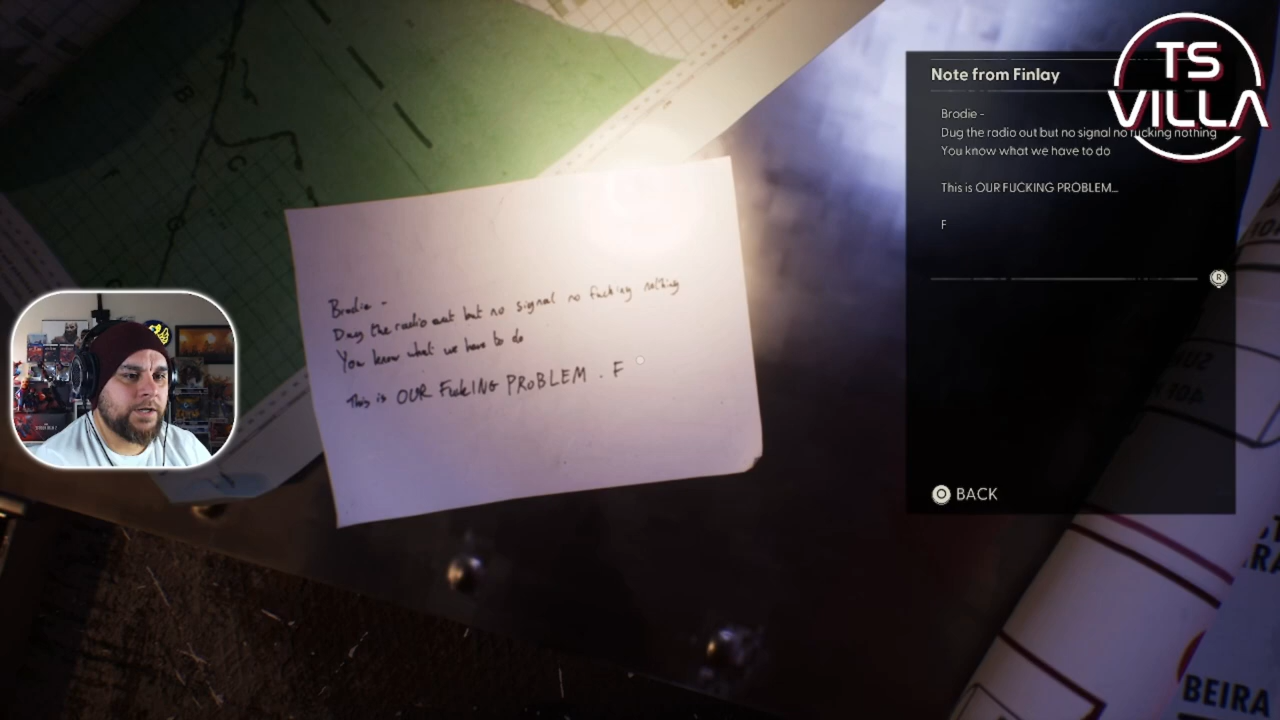 TS
VILLA
Note from Finlay
Brodie -
Dug the radio out but no signal no fucking nothing
You know what we have to do
This is OUR FUCKING PROBLEM...
F
R
BACK
Brodie -
Dug the radio out but no signal no fucking nothing
You know what we have to do
This is OUR FucKING PROBLEM . F
B
C
BEIRA